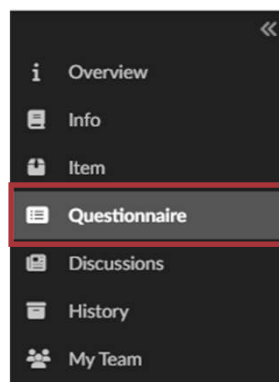 Overview
Info
Item
Questionnaire
Discussions
History
My Team